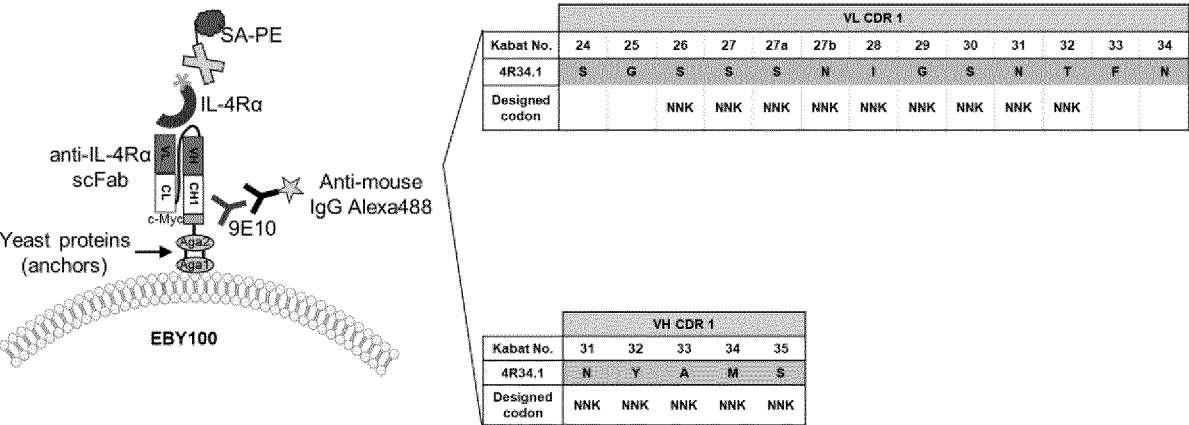 SA-PE
IL-4Rα
anti-IL-4Rα
scFab
VL
VH
CL
CH1
c-Myc
9E10
Anti-mouse
IgG Alexa488
Yeast proteins
(anchors)
Aga2
Aga1
EBY100
VL CDR 1
Kabat No. 24 25 26 27 27a 27b 28 29 30 31 32 33 34
4R34.1 S G S S S N I G S N T F N
Designed
codon NNK NNK NNK NNK NNK NNK NNK NNK NNK
VH CDR 1
Kabat No. 31 32 33 34 35
4R34.1 N Y A M S
Designed
codon NNK NNK NNK NNK NNK